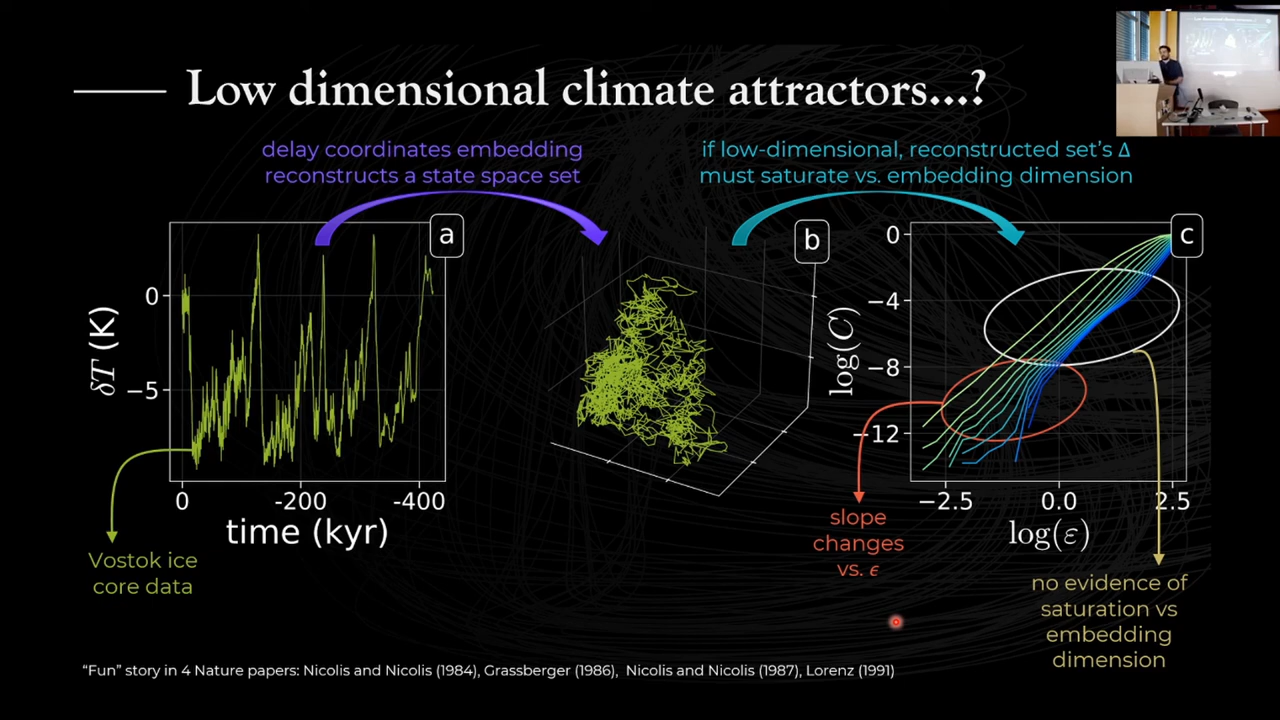 Low dimensional climate attractors...?
delay coordinates embedding
reconstructs a state space set
if low-dimensional, reconstructed set's Δ
must saturate vs. embedding dimension
a
0
−5
δT (K)
0
-200
-400
time (kyr)
Vostok ice
core data
b
c
0
−4
−8
−12
log(C)
−2.5
0.0
2.5
log(ε)
slope
changes
vs. ϵ
no evidence of
saturation vs
embedding
dimension
“Fun” story in 4 Nature papers: Nicolis and Nicolis (1984), Grassberger (1986), Nicolis and Nicolis (1987), Lorenz (1991)